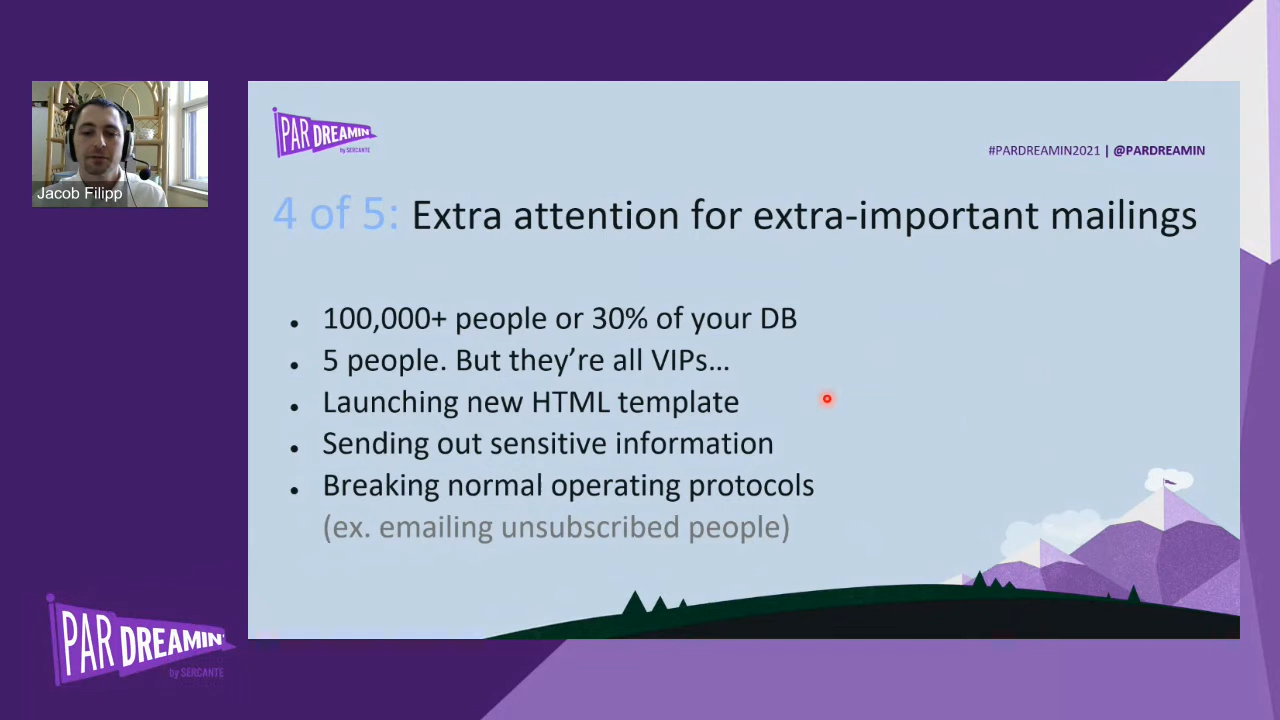 PAR DREAMIN'
by SERCANTE
#PARDREAMIN2021 | @PARDREAMIN
Jacob Filipp
4 of 5: Extra attention for extra-important mailings
• 100,000+ people or 30% of your DB
• 5 people. But they’re all VIPs…
• Launching new HTML template
• Sending out sensitive information
• Breaking normal operating protocols
(ex. emailing unsubscribed people)
PAR DREAMIN'
by SERCANTE